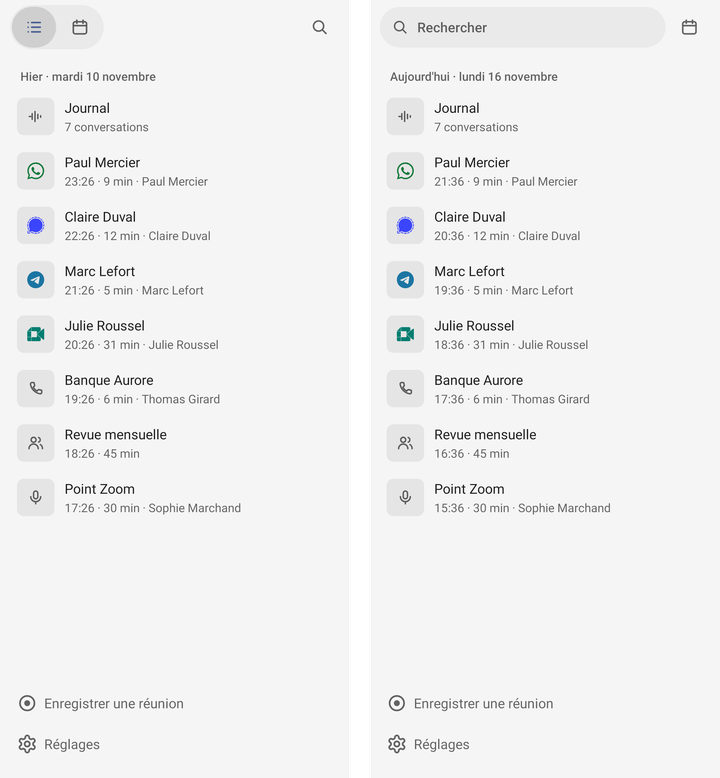 Hier · mardi 10 novembre
Journal
7 conversations
Paul Mercier
23:26 · 9 min · Paul Mercier
Claire Duval
22:26 · 12 min · Claire Duval
Marc Lefort
21:26 · 5 min · Marc Lefort
Julie Roussel
20:26 · 31 min · Julie Roussel
Banque Aurore
19:26 · 6 min · Thomas Girard
Revue mensuelle
18:26 · 45 min
Point Zoom
17:26 · 30 min · Sophie Marchand
Enregistrer une réunion
Réglages
Rechercher
Aujourd'hui · lundi 16 novembre
Journal
7 conversations
Paul Mercier
21:36 · 9 min · Paul Mercier
Claire Duval
20:36 · 12 min · Claire Duval
Marc Lefort
19:36 · 5 min · Marc Lefort
Julie Roussel
18:36 · 31 min · Julie Roussel
Banque Aurore
17:36 · 6 min · Thomas Girard
Revue mensuelle
16:36 · 45 min
Point Zoom
15:36 · 30 min · Sophie Marchand
Enregistrer une réunion
Réglages